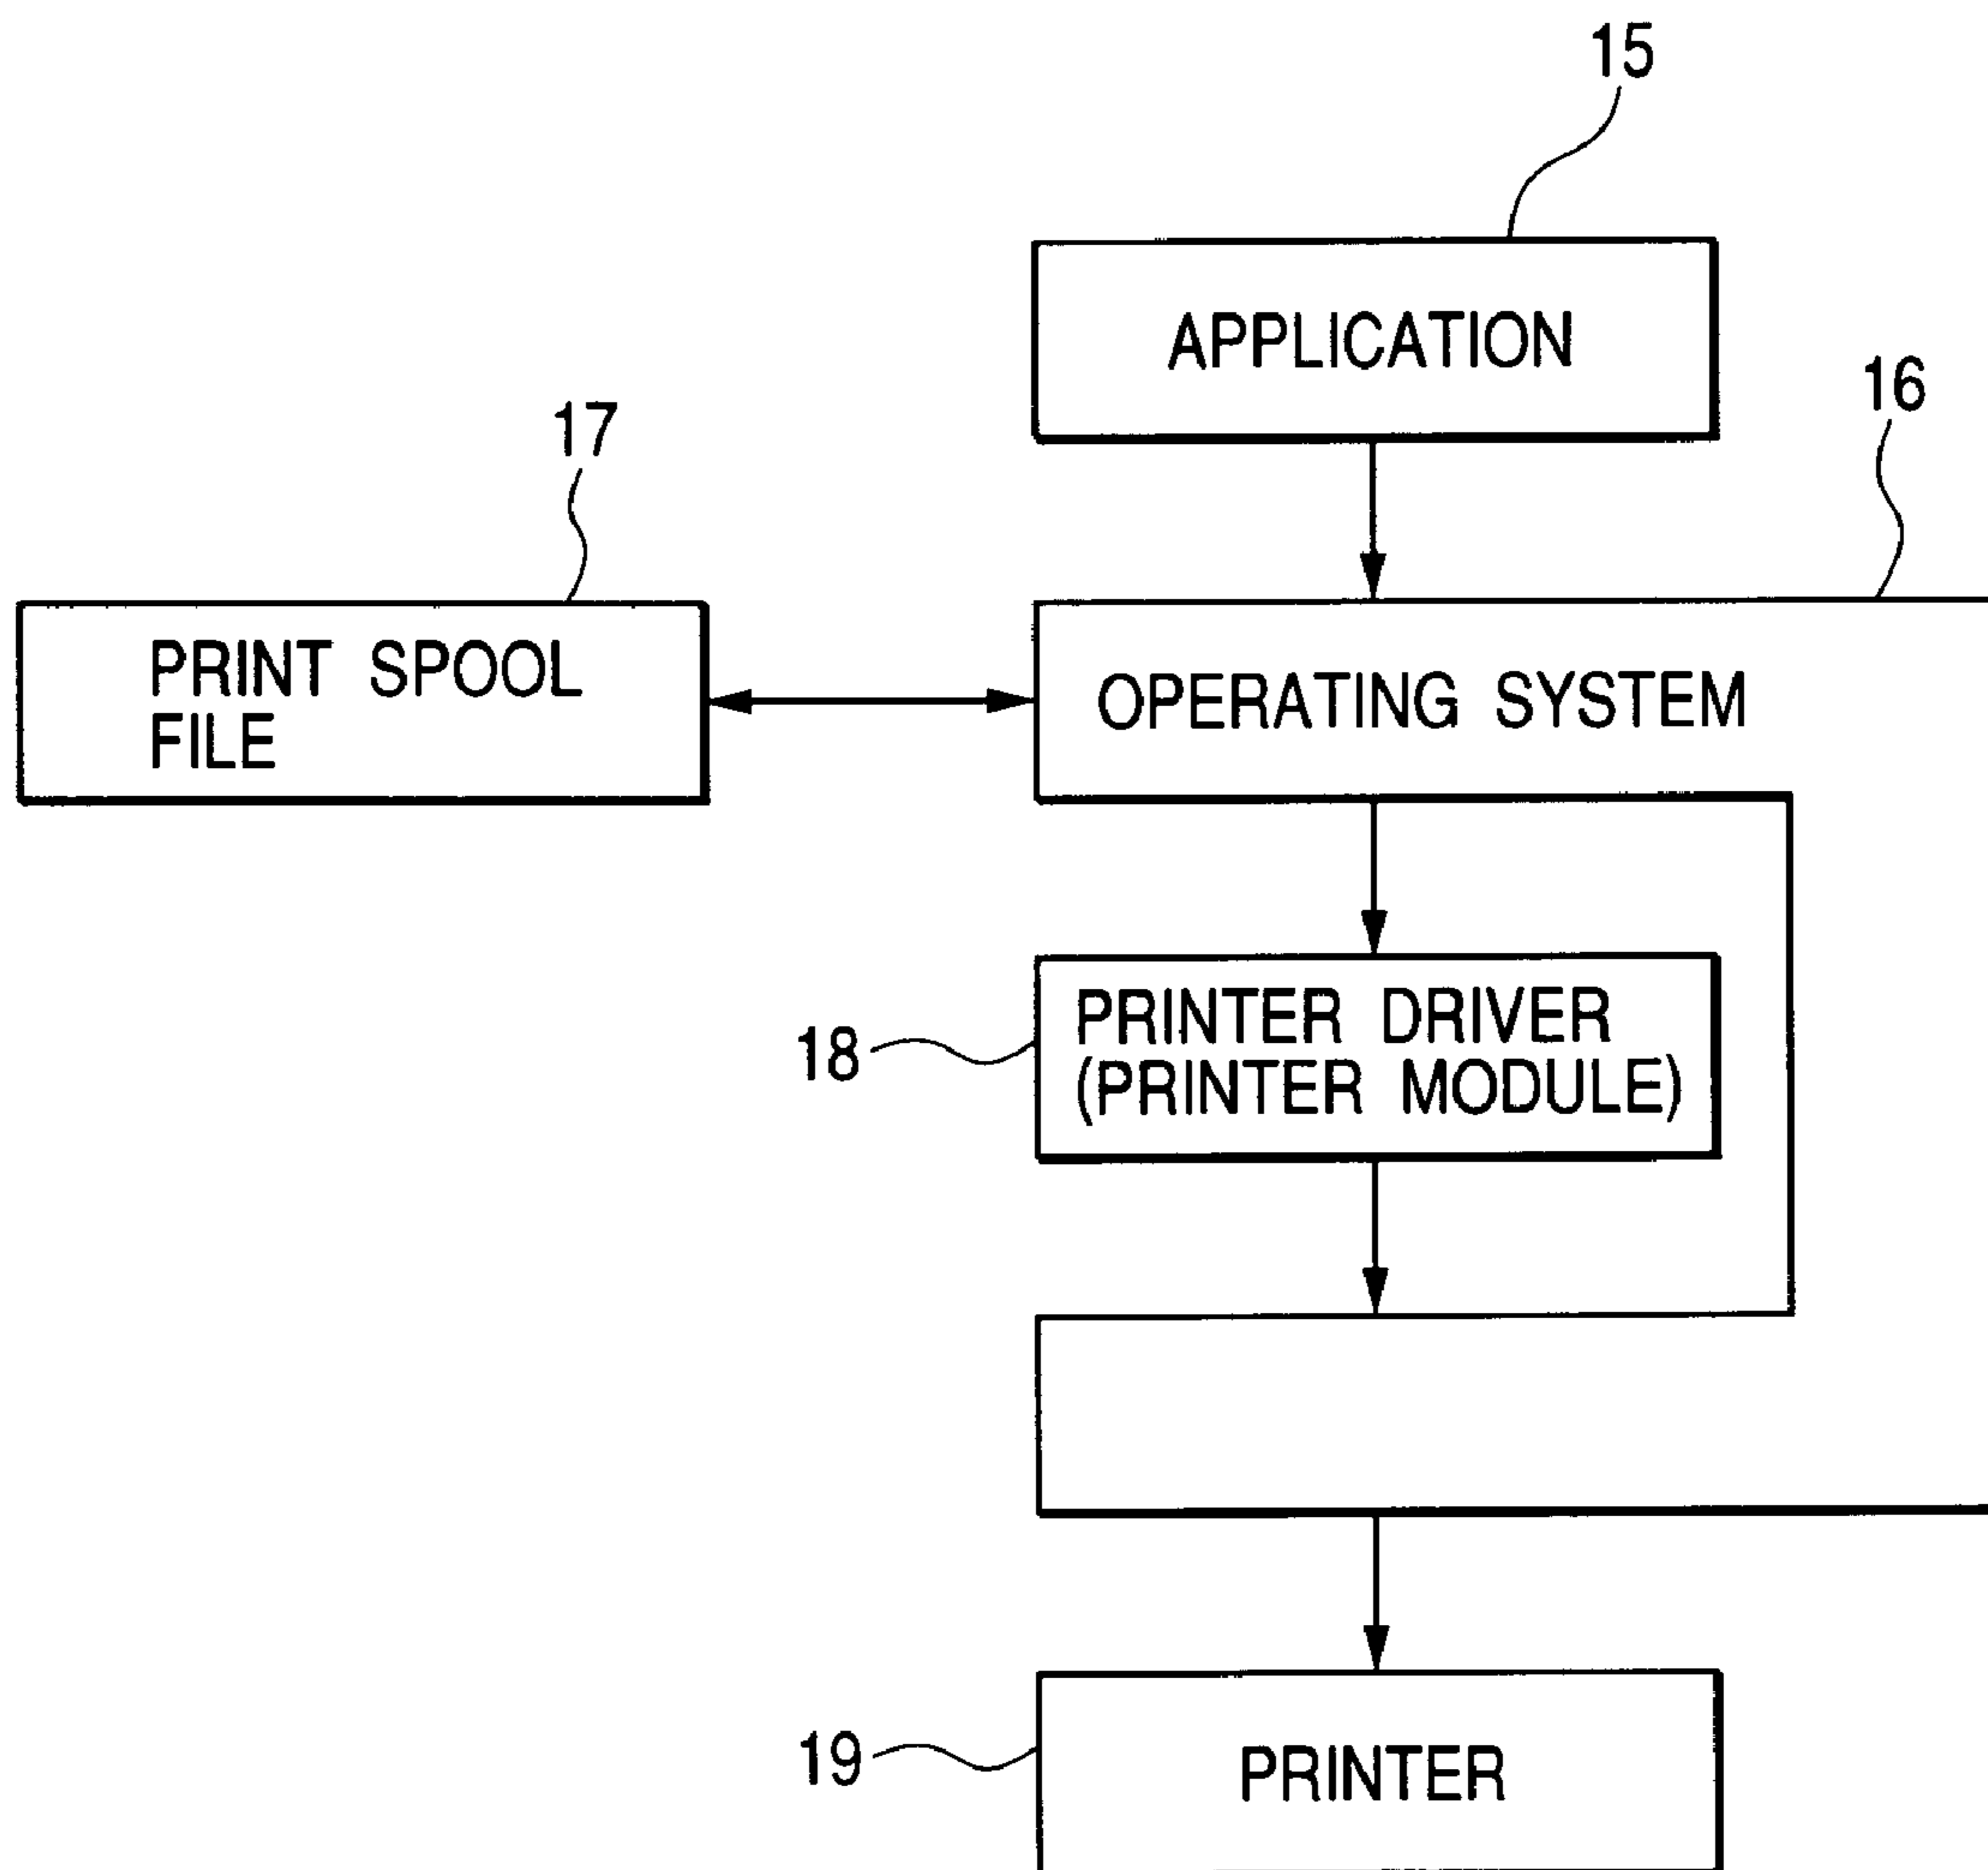 15
APPLICATION
16
17
PRINT SPOOL
FILE
OPERATING SYSTEM
18
PRINTER DRIVER
(PRINTER MODULE)
19
PRINTER